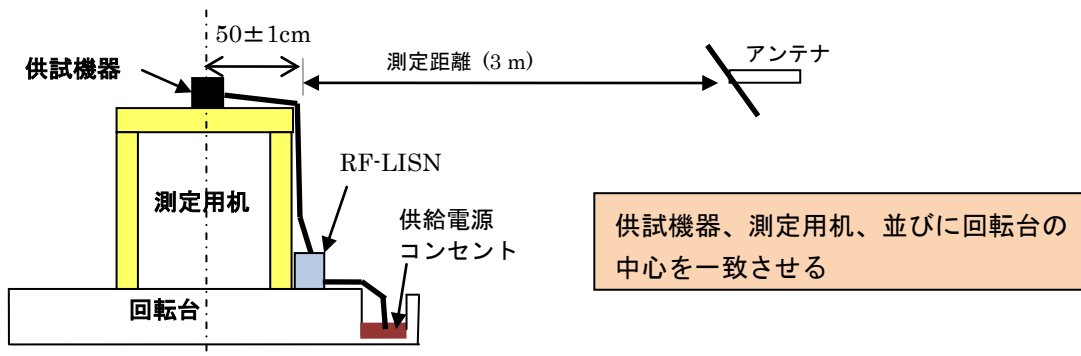 50±1cm
供試機器
測定距離 (3 m)
アンテナ
RF-LISN
測定用机
供給電源
コンセント
供試機器、測定用机、並びに回転台の
中心を一致させる
回転台